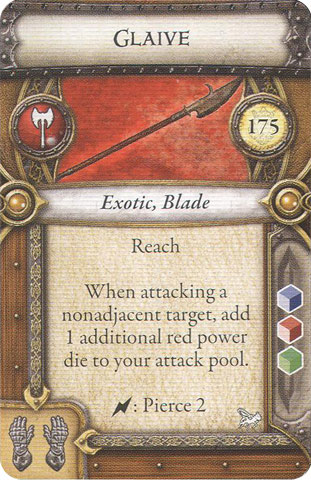 GLAIVE
175
Exotic, Blade
Reach
When attacking a
nonadjacent target, add
1 additional red power
die to your attack pool.
: Pierce 2